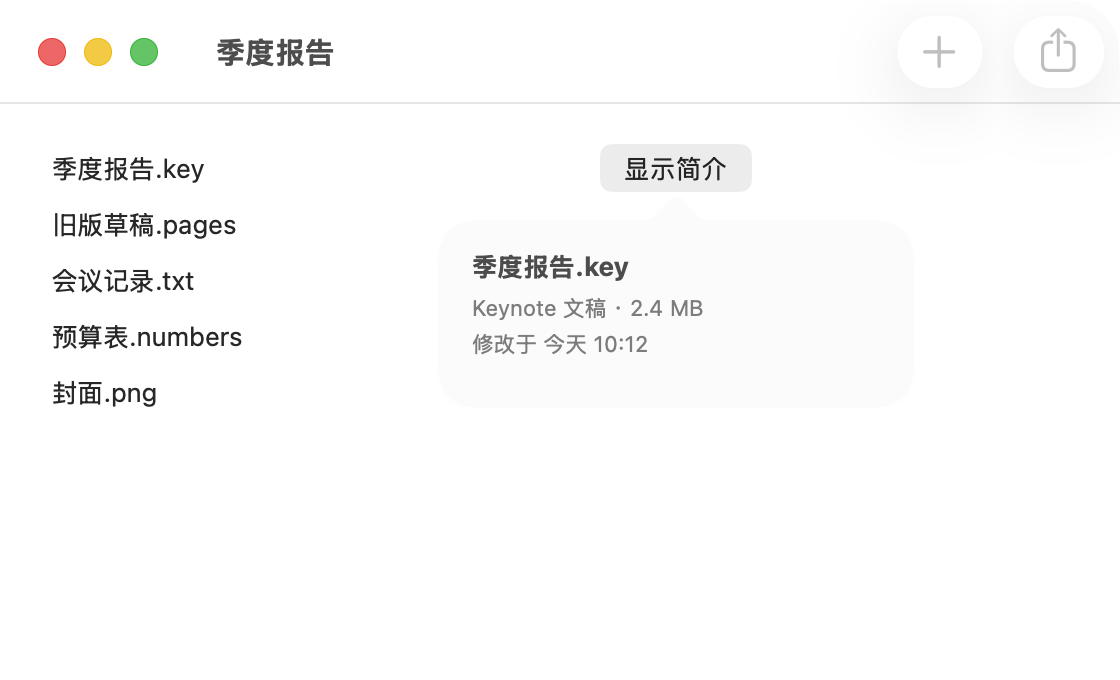 季度报告
季度报告.key
旧版草稿.pages
会议记录.txt
预算表.numbers
封面.png
显示简介
季度报告.key
Keynote 文稿 · 2.4 MB
修改于 今天 10:12